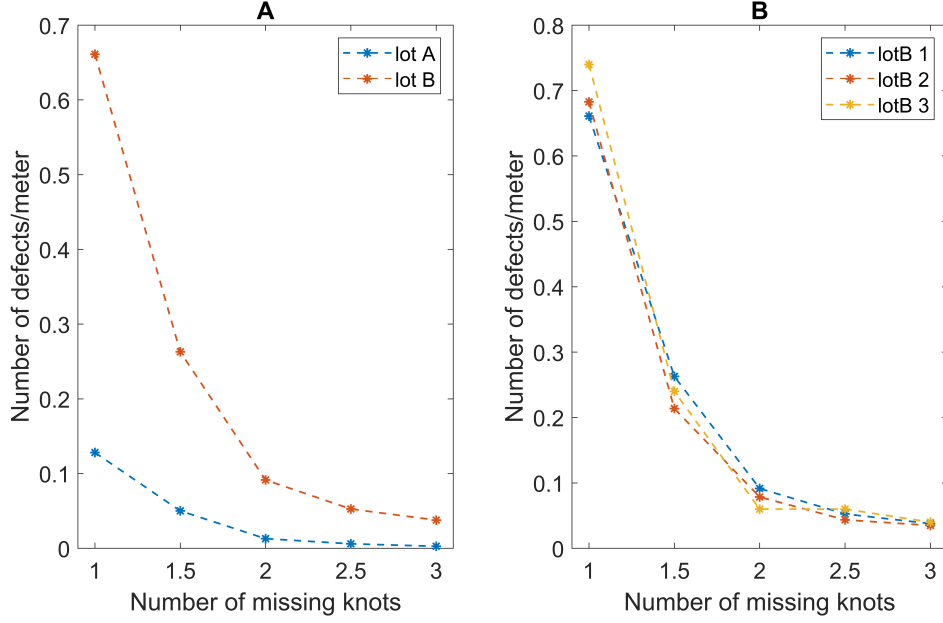 A
0.7
0.6
0.5
0.4
0.3
0.2
0.1
0
1
1.5
2
2.5
3
Number of defects/meter
Number of missing knots
lot A
lot B
B
0.8
0.7
0.6
0.5
0.4
0.3
0.2
0.1
0
1
1.5
2
2.5
3
Number of defects/meter
Number of missing knots
lotB 1
lotB 2
lotB 3